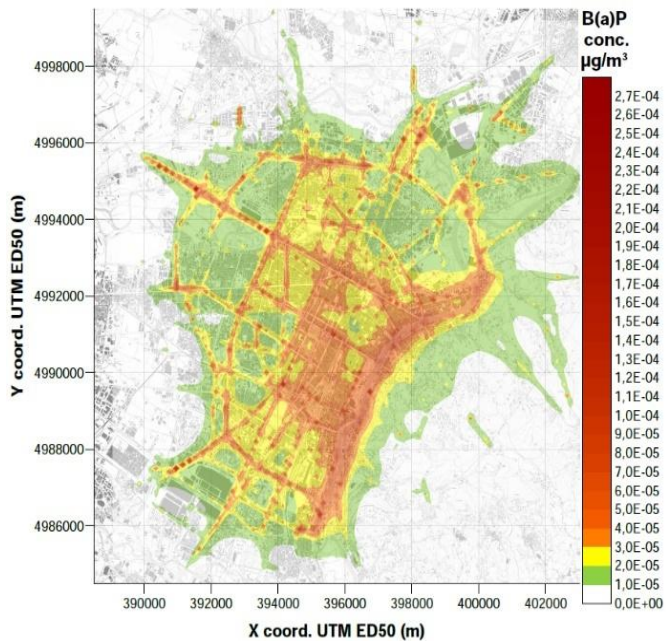 B(a)P
conc.
µg/m³
4998000
4996000
4994000
4992000
4990000
4988000
4986000
Y coord. UTM ED50 (m)
390000 392000 394000 396000 398000 400000 402000
X coord. UTM ED50 (m)
2,7E-04
2,6E-04
2,5E-04
2,4E-04
2,3E-04
2,2E-04
2,1E-04
2,0E-04
1,9E-04
1,8E-04
1,7E-04
1,6E-04
1,5E-04
1,4E-04
1,3E-04
1,2E-04
1,1E-04
1,0E-04
9,0E-05
8,0E-05
7,0E-05
6,0E-05
5,0E-05
4,0E-05
3,0E-05
2,0E-05
1,0E-05
0,0E+00